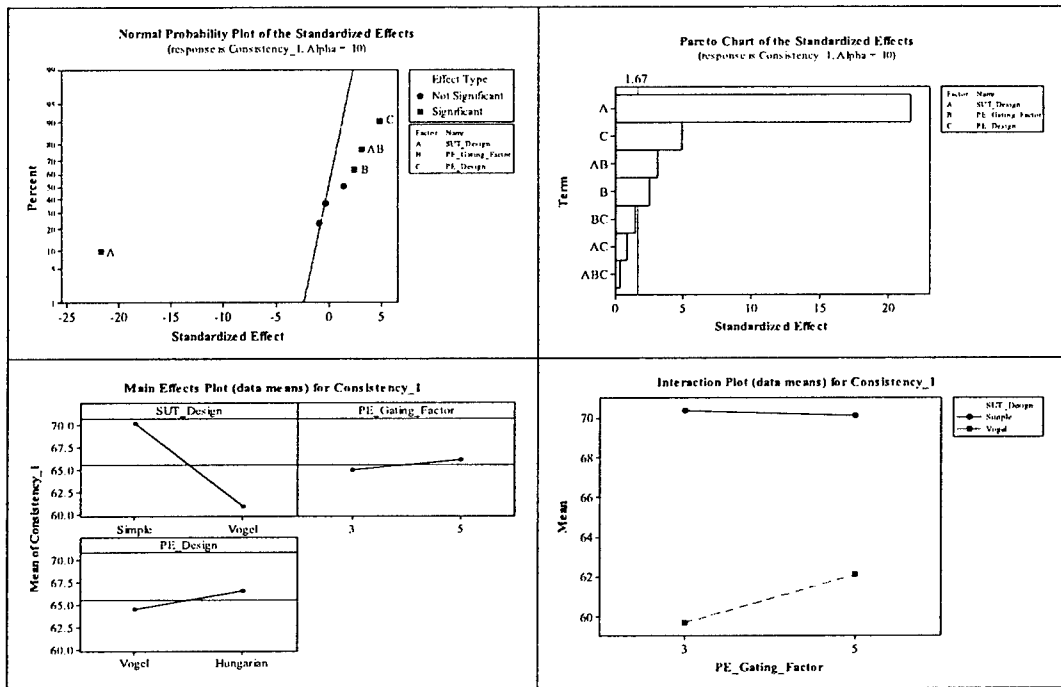 Normal Probability Plot of the Standardized Effects
(response is Consistency_1, Alpha = .10)
Percent
99
95
90
80
70
60
50
40
30
20
10
5
1
A
C
AB
B
-25 -20 -15 -10 -5 0 5
Standardized Effect
Effect Type
Not Significant
Significant
Factor Name
A SUT_Design
B PE_Gating_Factor
C PE_Design
Pareto Chart of the Standardized Effects
(response is Consistency_1, Alpha = .10)
1.67
Term
A
C
AB
B
BC
AC
ABC
0 5 10 15 20
Standardized Effect
Factor Name
A SUT_Design
B PE_Gating_Factor
C PE_Design
Main Effects Plot (data means) for Consistency_1
Mean of Consistency_1
SUT_Design PE_Gating_Factor
70.0
67.5
65.0
62.5
60.0
Simple Vogel 3 5
PE_Design
70.0
67.5
65.0
62.5
60.0
Vogel Hungarian
Interaction Plot (data means) for Consistency_1
Mean
70
68
66
64
62
60
3 5
PE_Gating_Factor
SUT_Design
Simple
Vogel